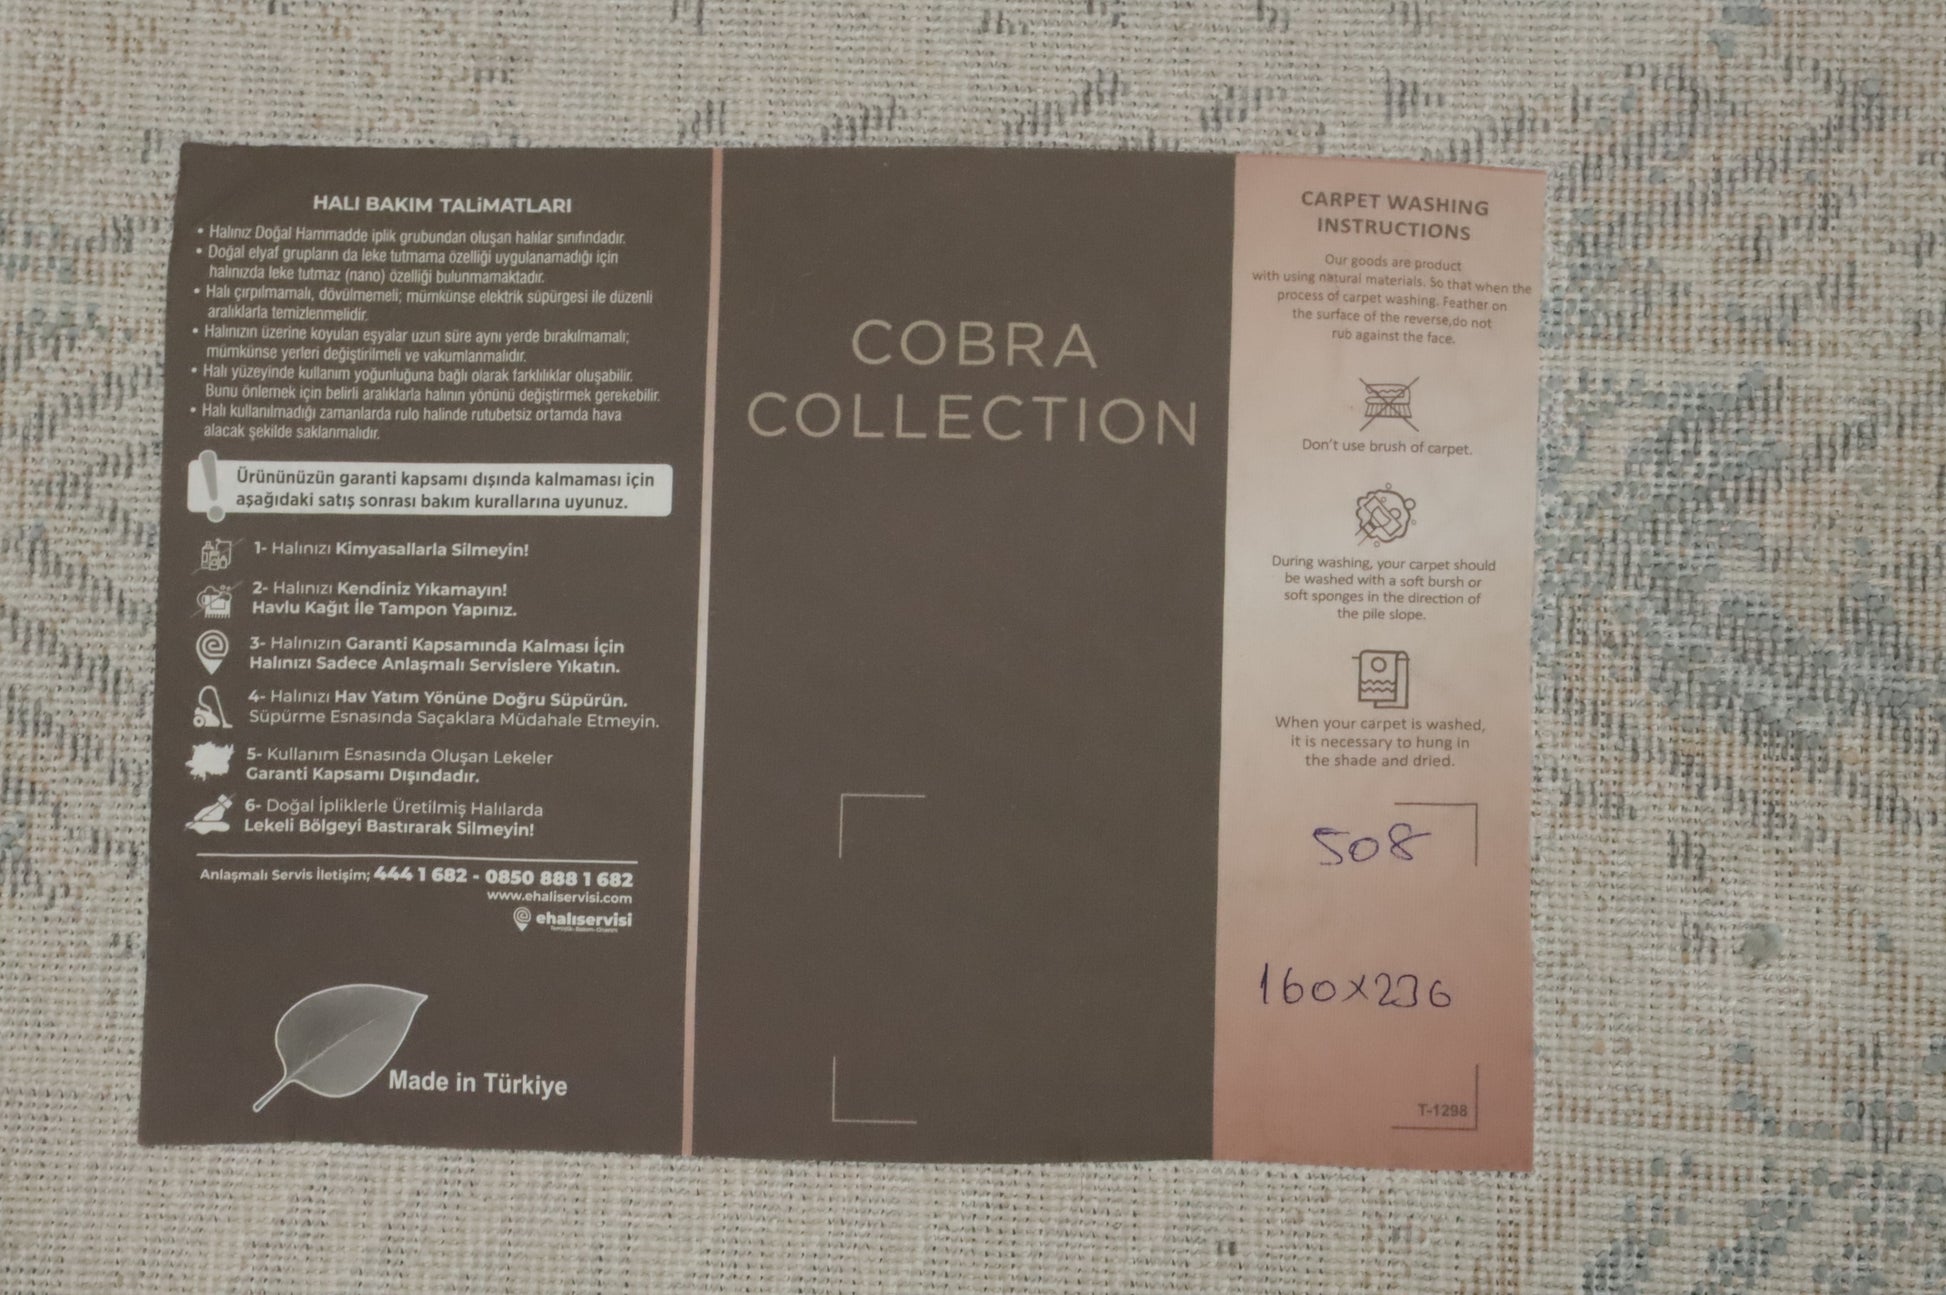 HALI BAKIM TALiMATLARI
• Halınız Doğal Hammadde iplik grubundan oluşan halılar sınıfındadır.
• Doğal elyaf grupların da leke tutmama özelliği uygulanamadığı için
halınızda leke tutmaz (nano) özelliği bulunmamaktadır.
• Halı çırpılmamalı, dövülmemeli; mümkünse elektrik süpürgesi ile düzenli
aralıklarla temizlenmelidir.
• Halınızın üzerine koyulan eşyalar uzun süre aynı yerde bırakılmamalı;
mümkünse yerleri değiştirilmeli ve vakumlanmalıdır.
• Halı yüzeyinde kullanım yoğunluğuna bağlı olarak farklılıklar oluşabilir.
Bunu önlemek için belirli aralıklarla halının yönünü değiştirmek gerekebilir.
• Halı kullanılmadığı zamanlarda rulo halinde rutubetsiz ortamda hava
alacak şekilde saklanmalıdır.
Ürününüzün garanti kapsamı dışında kalmaması için
aşağıdaki satış sonrası bakım kurallarına uyunuz.
1- Halınızı Kimyasallarla Silmeyin!
2- Halınızı Kendiniz Yıkamayın!
Havlu Kağıt İle Tampon Yapınız.
3- Halınızın Garanti Kapsamında Kalması İçin
Halınızı Sadece Anlaşmalı Servislere Yıkatın.
4- Halınızı Hav Yatım Yönüne Doğru Süpürün.
Süpürme Esnasında Saçaklara Müdahale Etmeyin.
5- Kullanım Esnasında Oluşan Lekeler
Garanti Kapsamı Dışındadır.
6- Doğal İpliklerle Üretilmiş Halılarda
Lekeli Bölgeyi Bastırarak Silmeyin!
Anlaşmalı Servis İletişim; 444 1 682 - 0850 888 1 682
www.ehaliservisi.com
ehalıservisi
Made in Türkiye
COBRA
COLLECTION
CARPET WASHING
INSTRUCTIONS
Our goods are product
with using natural materials. So that when the
process of carpet washing. Feather on
the surface of the reverse,do not
rub against the face.
Don't use brush of carpet.
During washing, your carpet should
be washed with a soft bursh or
soft sponges in the direction of
the pile slope.
When your carpet is washed,
it is necessary to hung in
the shade and dried.
508
160x236
T-1298